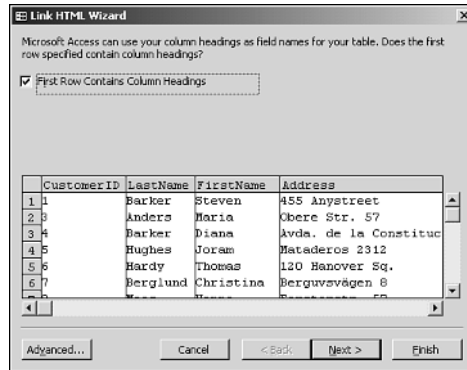 Link HTML Wizard
Microsoft Access can use your column headings as field names for your table. Does the first
row specified contain column headings?
First Row Contains Column Headings
CustomerID LastName FirstName Address
1 1 Barker Steven 455 Anystreet
2 3 Anders Maria Obere Str. 57
3 4 Barker Diana Avda. de la Constituc
4 5 Hughes Joram Mataderos 2312
5 6 Hardy Thomas 120 Hanover Sq.
6 7 Berglund Christina Berguvsvägen 8
Advanced... Cancel < Back Next > Finish